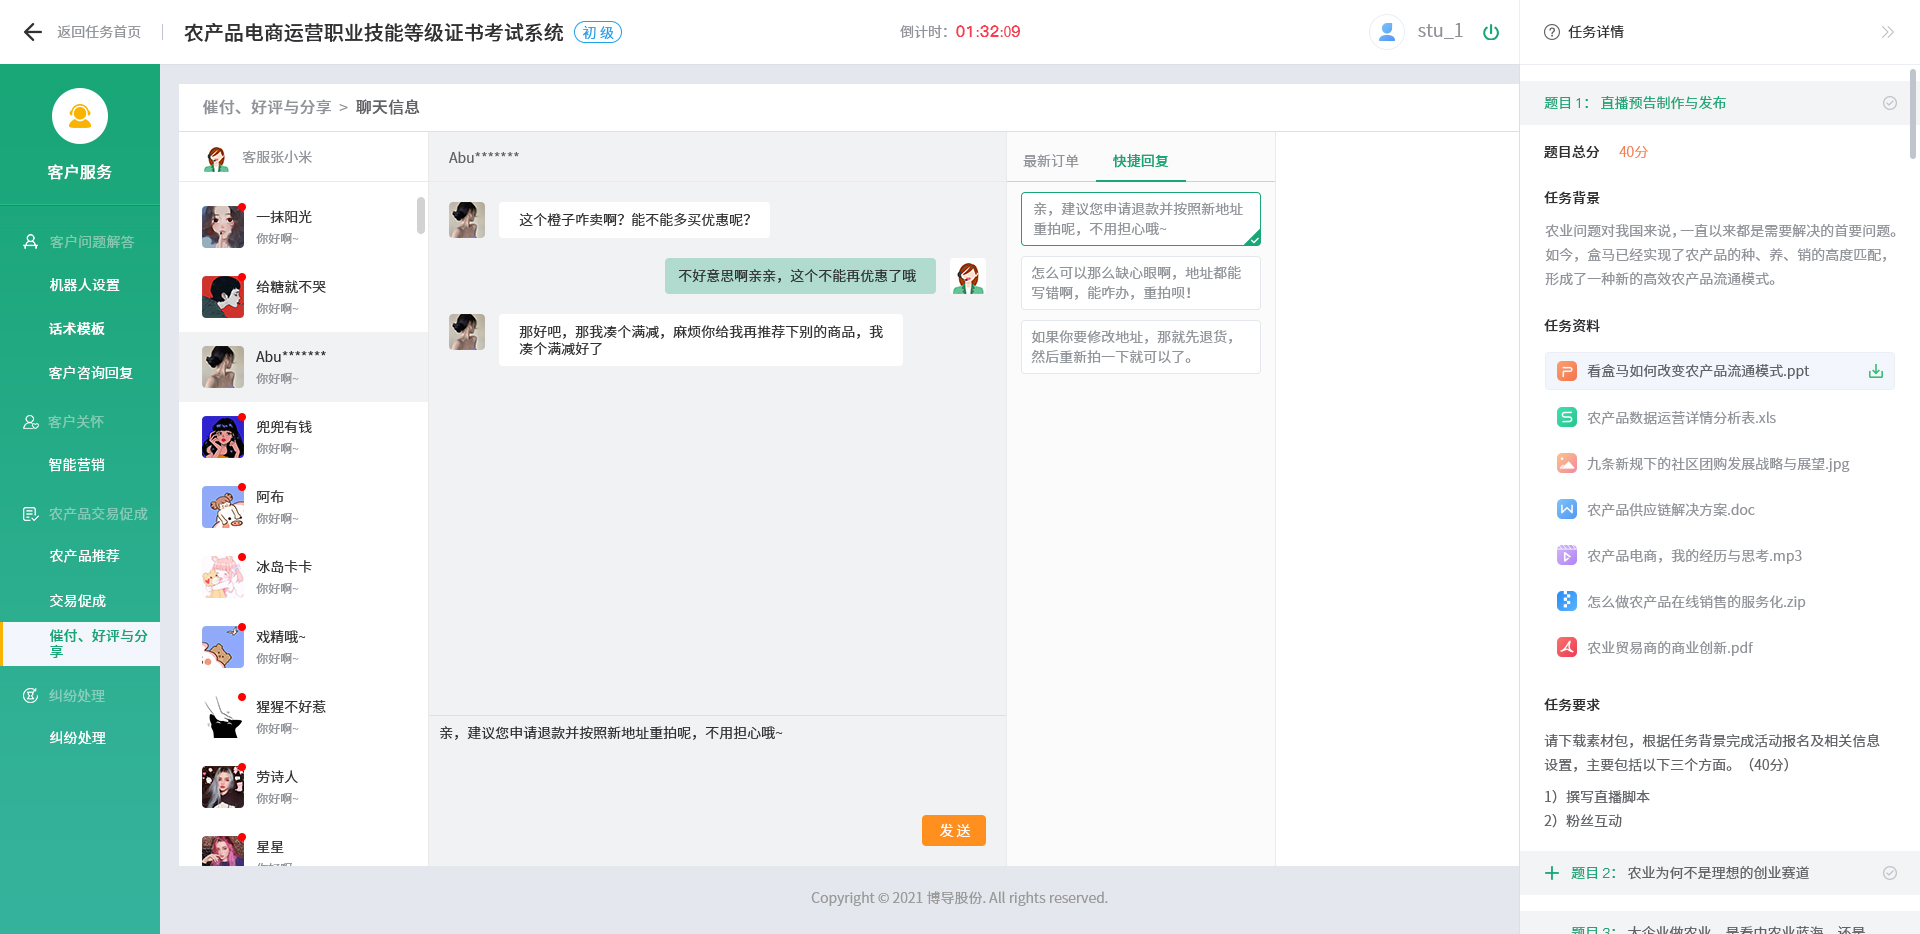 返回任务首页
农产品电商运营职业技能等级证书考试系统
初 级
倒计时：01:32:09
stu_1
任务详情
客户服务
客户问题解答
机器人设置
话术模板
客户咨询回复
客户关怀
智能营销
农产品交易促成
农产品推荐
交易促成
催付、好评与分
享
纠纷处理
纠纷处理
催付、好评与分享 > 聊天信息
客服张小米
一抹阳光
你好啊~
给糖就不哭
你好啊~
Abu*******
你好啊~
兜兜有钱
你好啊~
阿布
你好啊~
冰岛卡卡
你好啊~
戏精哦~
你好啊~
猩猩不好惹
你好啊~
劳诗人
你好啊~
星星
你好啊~
Abu*******
这个橙子咋卖啊？能不能多买优惠呢？
不好意思啊亲亲，这个不能再优惠了哦
那好吧，那我凑个满减，麻烦你给我再推荐下别的商品，我
凑个满减好了
亲，建议您申请退款并按照新地址重拍呢，不用担心哦~
发 送
最新订单
快捷回复
亲，建议您申请退款并按照新地址
重拍呢，不用担心哦~
怎么可以那么缺心眼啊，地址都能
写错啊，能咋办，重拍呗！
如果你要修改地址，那就先退货，
然后重新拍一下就可以了。
Copyright © 2021 博导股份. All rights reserved.
题目 1： 直播预告制作与发布
题目总分 40分
任务背景
农业问题对我国来说，一直以来都是需要解决的首要问题。
如今，盒马已经实现了农产品的种、养、销的高度匹配，
形成了一种新的高效农产品流通模式。
任务资料
看盒马如何改变农产品流通模式.ppt
农产品数据运营详情分析表.xls
九条新规下的社区团购发展战略与展望.jpg
农产品供应链解决方案.doc
农产品电商，我的经历与思考.mp3
怎么做农产品在线销售的服务化.zip
农业贸易商的商业创新.pdf
任务要求
请下载素材包，根据任务背景完成活动报名及相关信息
设置，主要包括以下三个方面。（40分）
1）撰写直播脚本
2）粉丝互动
题目 2： 农业为何不是理想的创业赛道
题目 3： 大企业做农业，是看中农业蓝海，还是